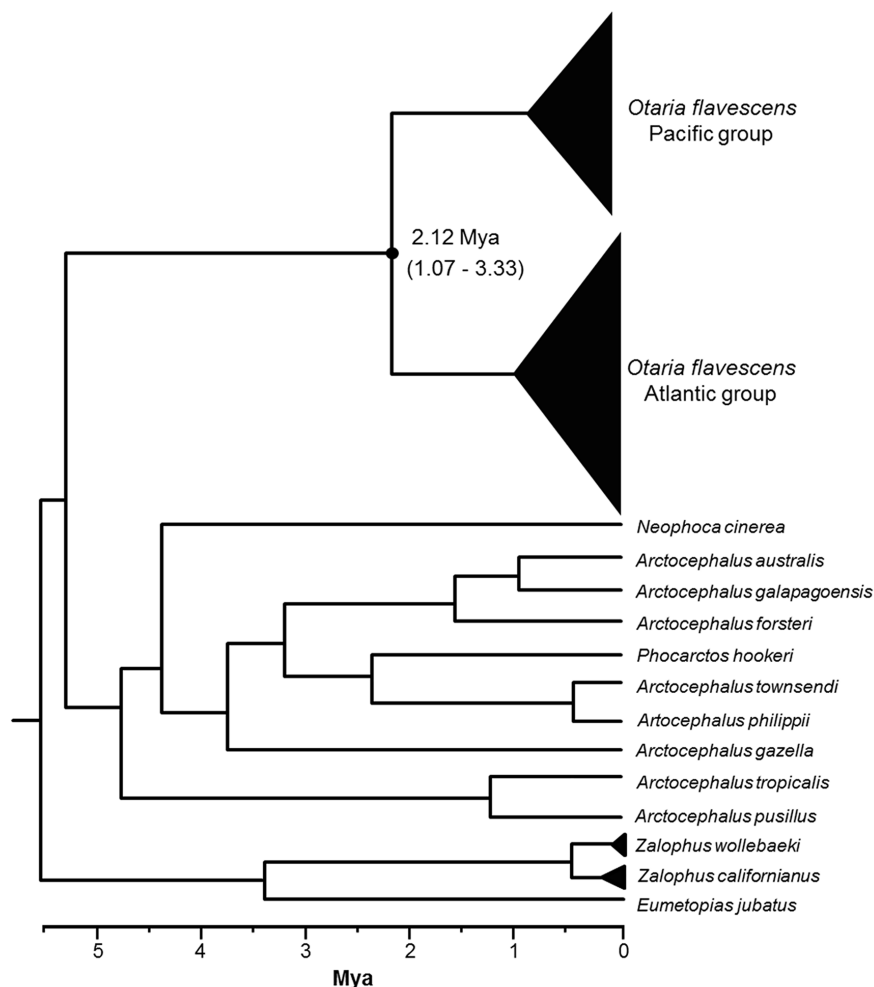 Otaria flavescens
Pacific group
2.12 Mya
(1.07 - 3.33)
Otaria flavescens
Atlantic group
Neophoca cinerea
Arctocephalus australis
Arctocephalus galapagoensis
Arctocephalus forsteri
Phocarctos hookeri
Arctocephalus townsendi
Artocephalus philippii
Arctocephalus gazella
Arctocephalus tropicalis
Arctocephalus pusillus
Zalophus wollebaeki
Zalophus californianus
Eumetopias jubatus
5 4 3 2 1 0
Mya